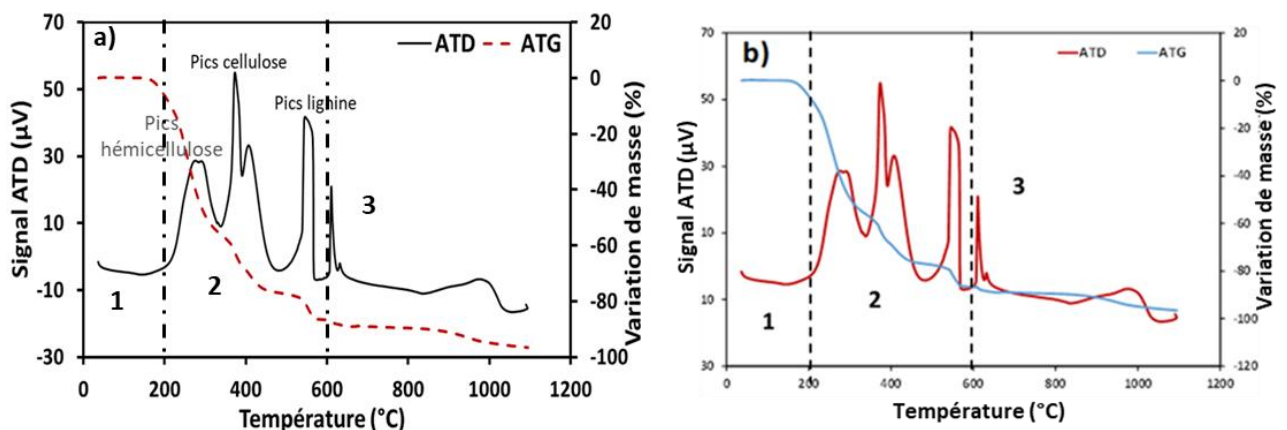 a)
ATD
ATG
Pics cellulose
Pics lignine
Pics
hémicellulose
1
2
3
Signal ATD (µV)
70
50
30
10
-10
-30
Variation de masse (%)
20
0
-20
-40
-60
-80
-100
0
200
400
600
800
1000
1200
Température (°C)
b)
ATD
ATG
1
2
3
Signal ATD (µV)
70
50
30
10
10
30
Variation de masse (%)
20
0
-20
-40
-60
-80
-100
-120
0
200
400
600
800
1000
1200
Température (°C)